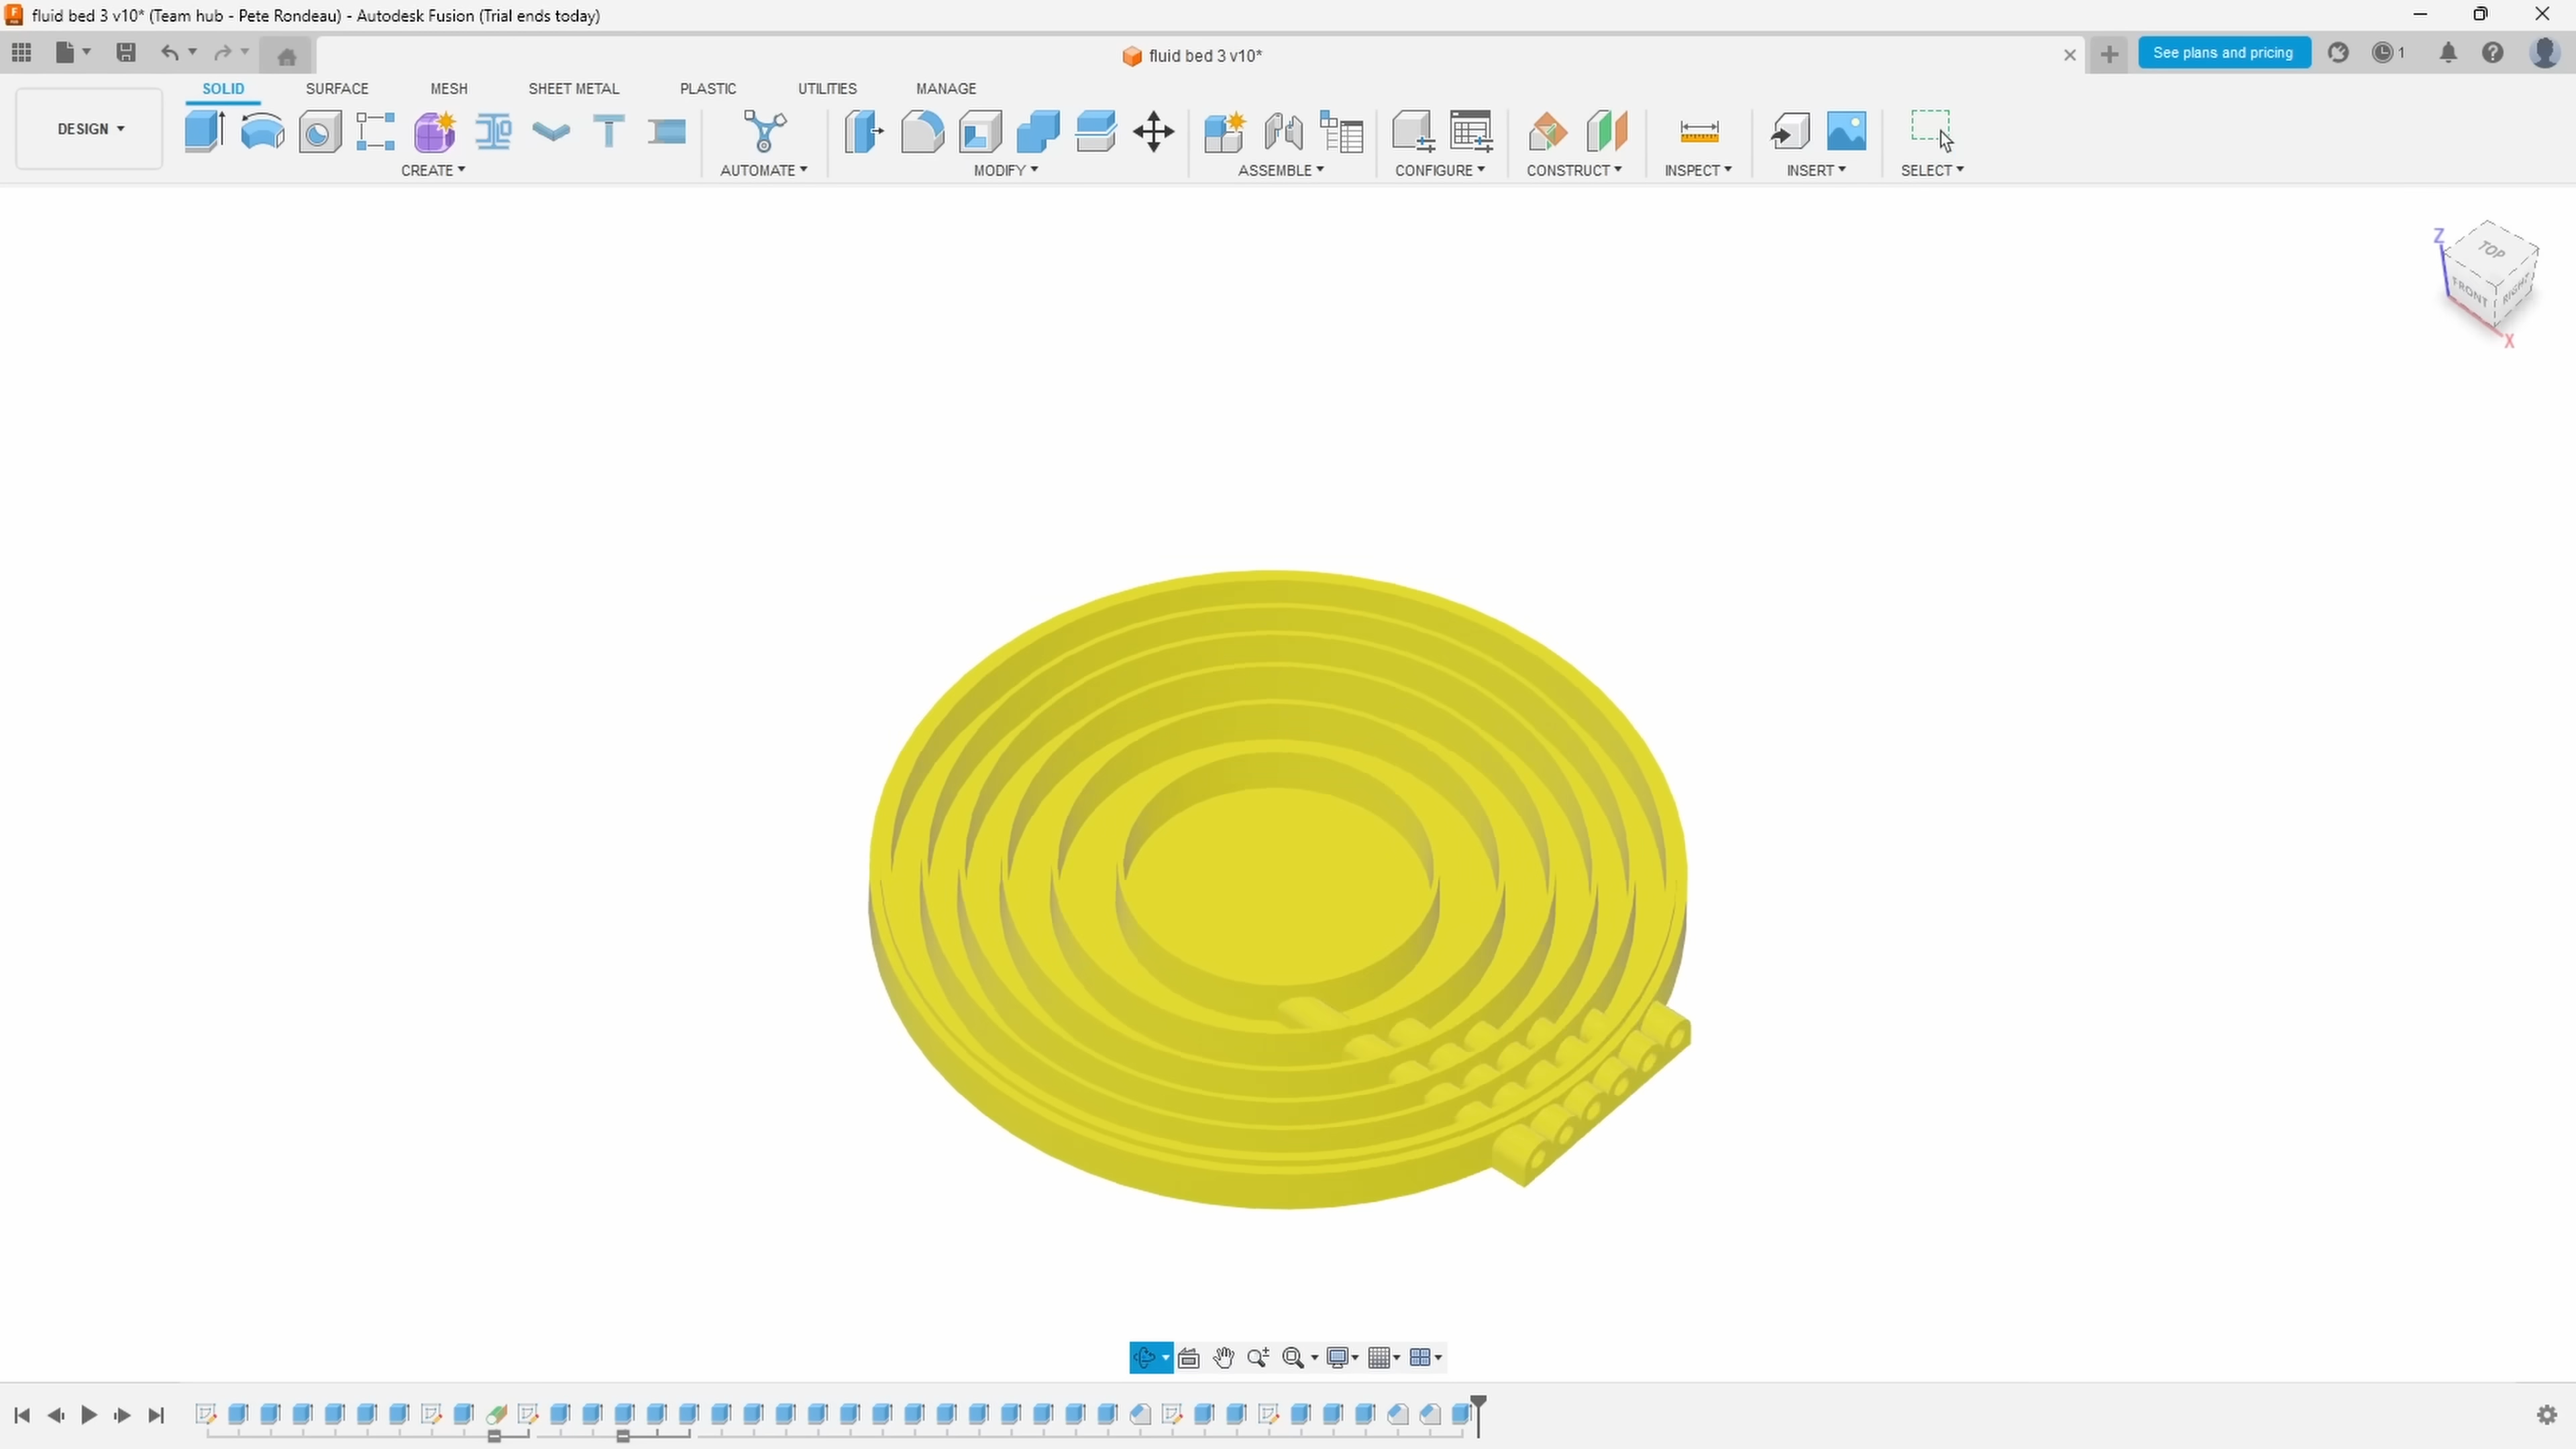 fluid bed 3 v10* (Team hub - Pete Rondeau) - Autodesk Fusion (Trial ends today)
fluid bed 3 v10*
See plans and pricing
1
SOLID SURFACE MESH SHEET METAL PLASTIC UTILITIES MANAGE
DESIGN
CREATE AUTOMATE MODIFY ASSEMBLE CONFIGURE CONSTRUCT INSPECT INSERT SELECT
Z
TOP
FRONT RIGHT
X